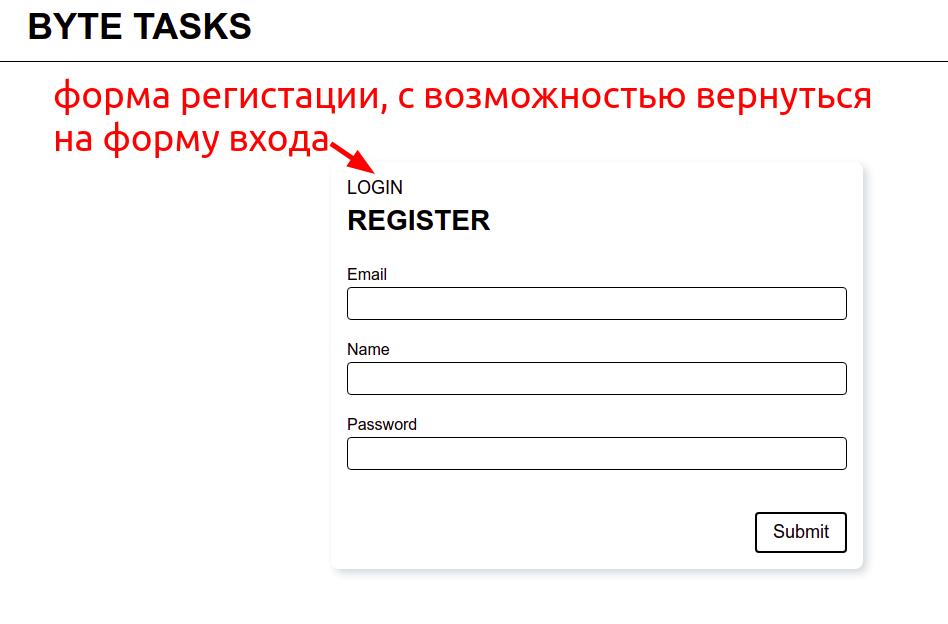 BYTE TASKS
форма регистации, с возможностью вернуться
на форму входа
LOGIN
REGISTER
Email
Name
Password
Submit